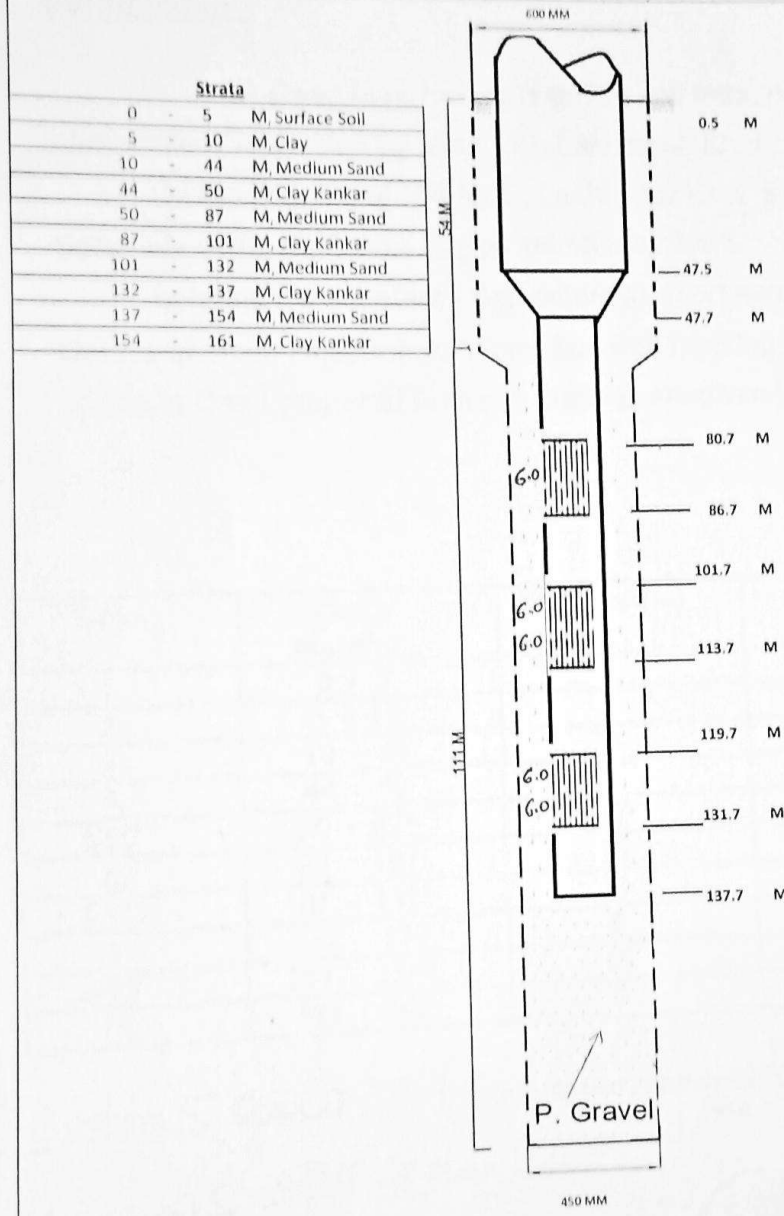 600 MM
Strata
0 - 5 M, Surface Soil
5 - 10 M, Clay
10 - 44 M, Medium Sand
44 - 50 M, Clay Kankar
50 - 87 M, Medium Sand
87 - 101 M, Clay Kankar
101 - 132 M, Medium Sand
132 - 137 M, Clay Kankar
137 - 154 M, Medium Sand
154 - 161 M, Clay Kankar
54 M
111 M
0.5 M
47.5 M
47.7 M
80.7 M
6.0
86.7 M
101.7 M
6.0
6.0
113.7 M
119.7 M
6.0
6.0
131.7 M
137.7 M
P. Gravel
450 MM